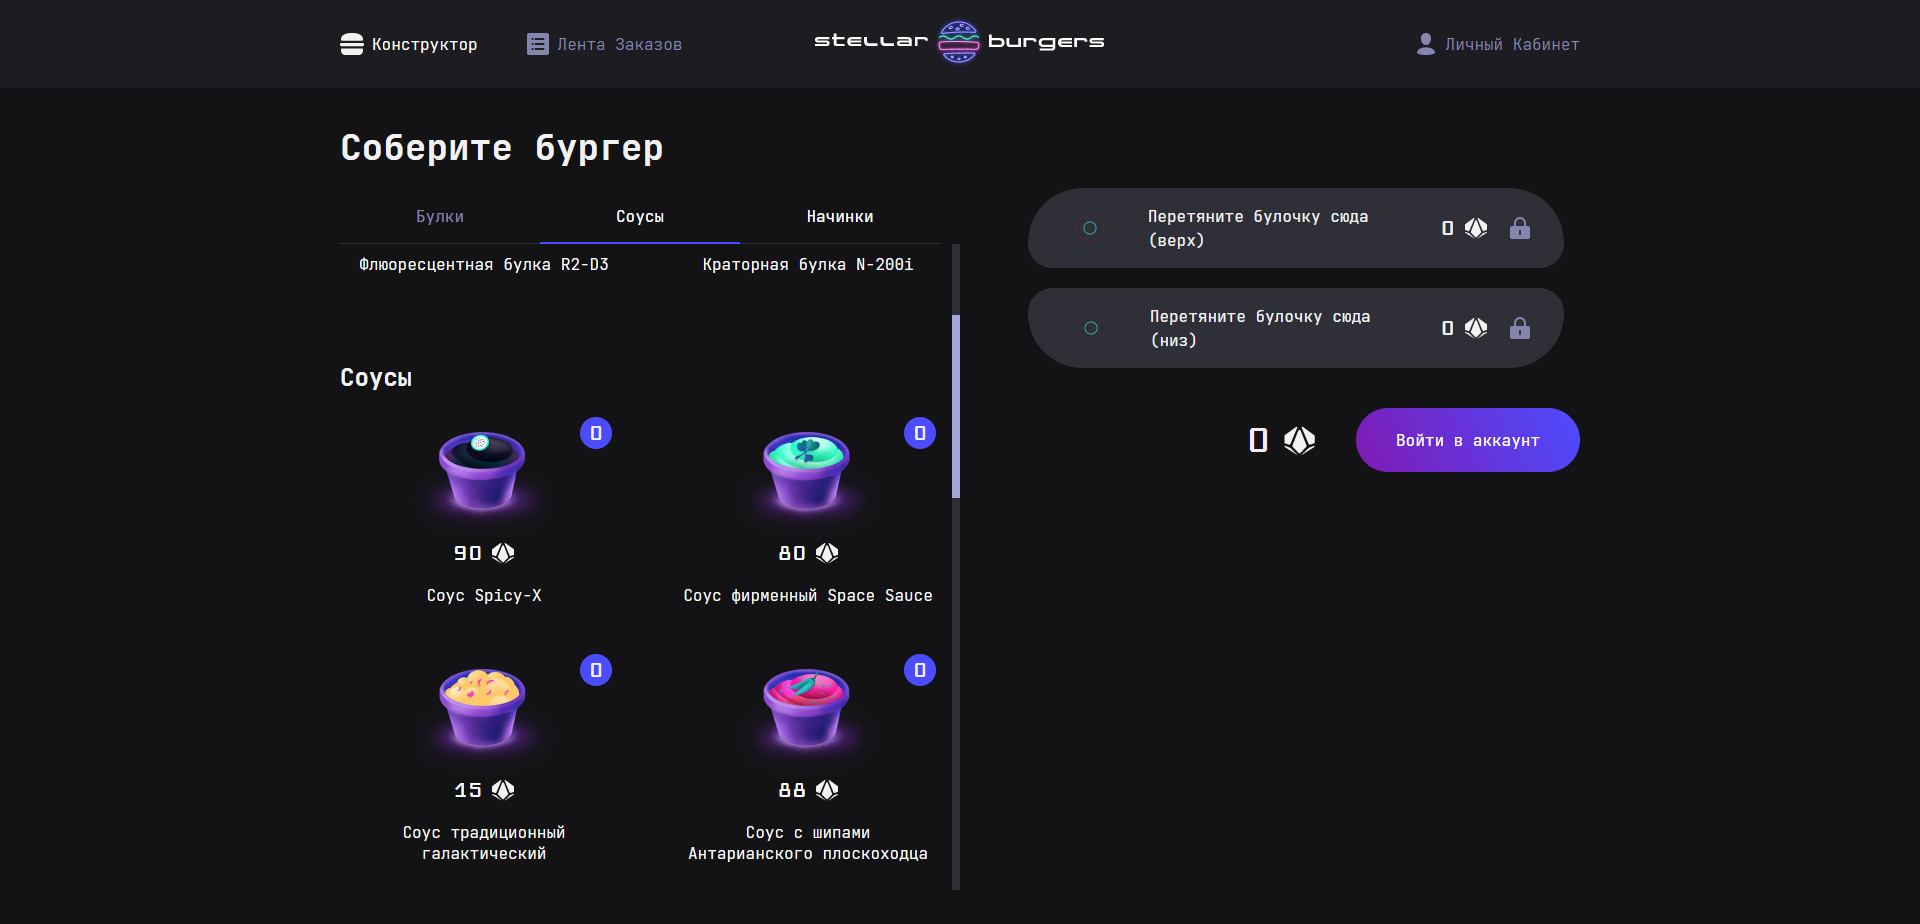 Конструктор
Лента Заказов
stellar burgers
Личный Кабинет
Соберите бургер
Булки
Соусы
Начинки
Флюоресцентная булка R2-D3
Краторная булка N-200i
Соусы
0
0
90
80
Соус Spicy-X
Соус фирменный Space Sauce
0
0
15
88
Соус традиционный
галактический
Соус с шипами
Антарианского плоскоходца
Перетяните булочку сюда
(верх)
0
Перетяните булочку сюда
(низ)
0
0
Войти в аккаунт